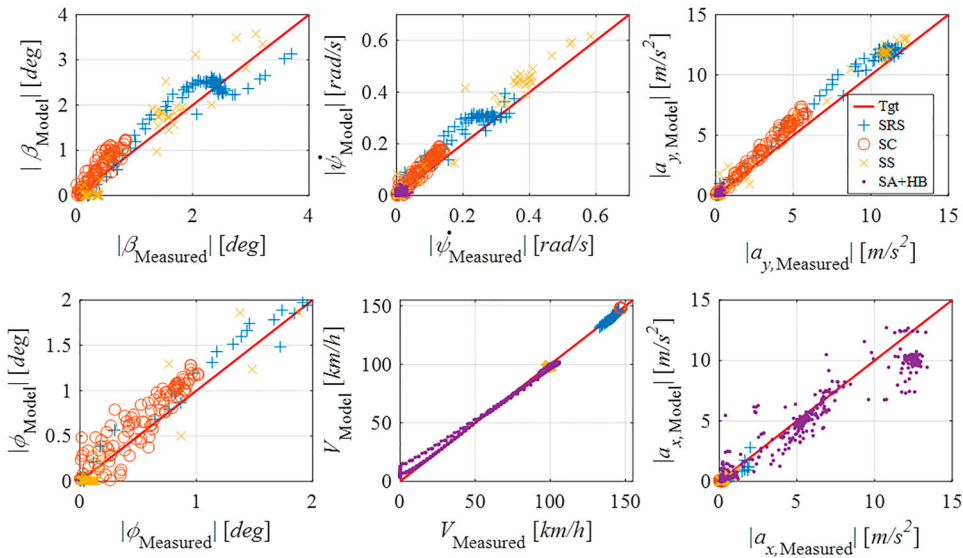 |β_Model| [deg]
4
3
2
1
0
0 2 4
|β_Measured| [deg]
|ψ̇_Model| [rad/s]
0.6
0.4
0.2
0
0 0.2 0.4 0.6
|ψ̇_Measured| [rad/s]
|a_y,Model| [m/s²]
15
10
5
0
0 5 10 15
|a_y,Measured| [m/s²]
Tgt
SRS
SC
SS
SA+HB
|ϕ_Model| [deg]
2
1.5
1
0.5
0
0 1 2
|ϕ_Measured| [deg]
V_Model [km/h]
150
100
50
0
0 50 100 150
V_Measured [km/h]
|a_x,Model| [m/s²]
15
10
5
0
0 5 10 15
|a_x,Measured| [m/s²]